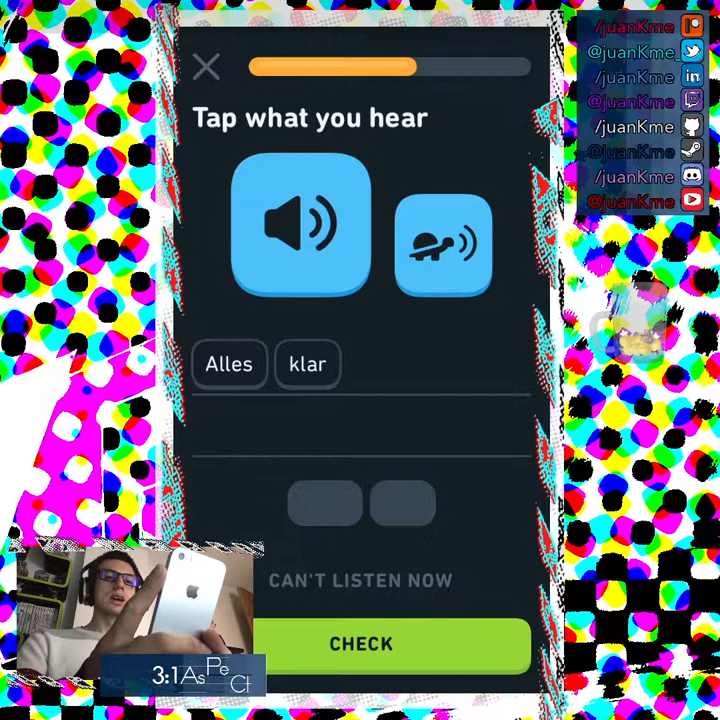 /juanKme
@juanKme_
/juanKme
@juanKme
/juanKme
@juanKme
/juanKme
@juanKme
Tap what you hear
Alles klar
CAN'T LISTEN NOW
CHECK
3:1AsPeCt